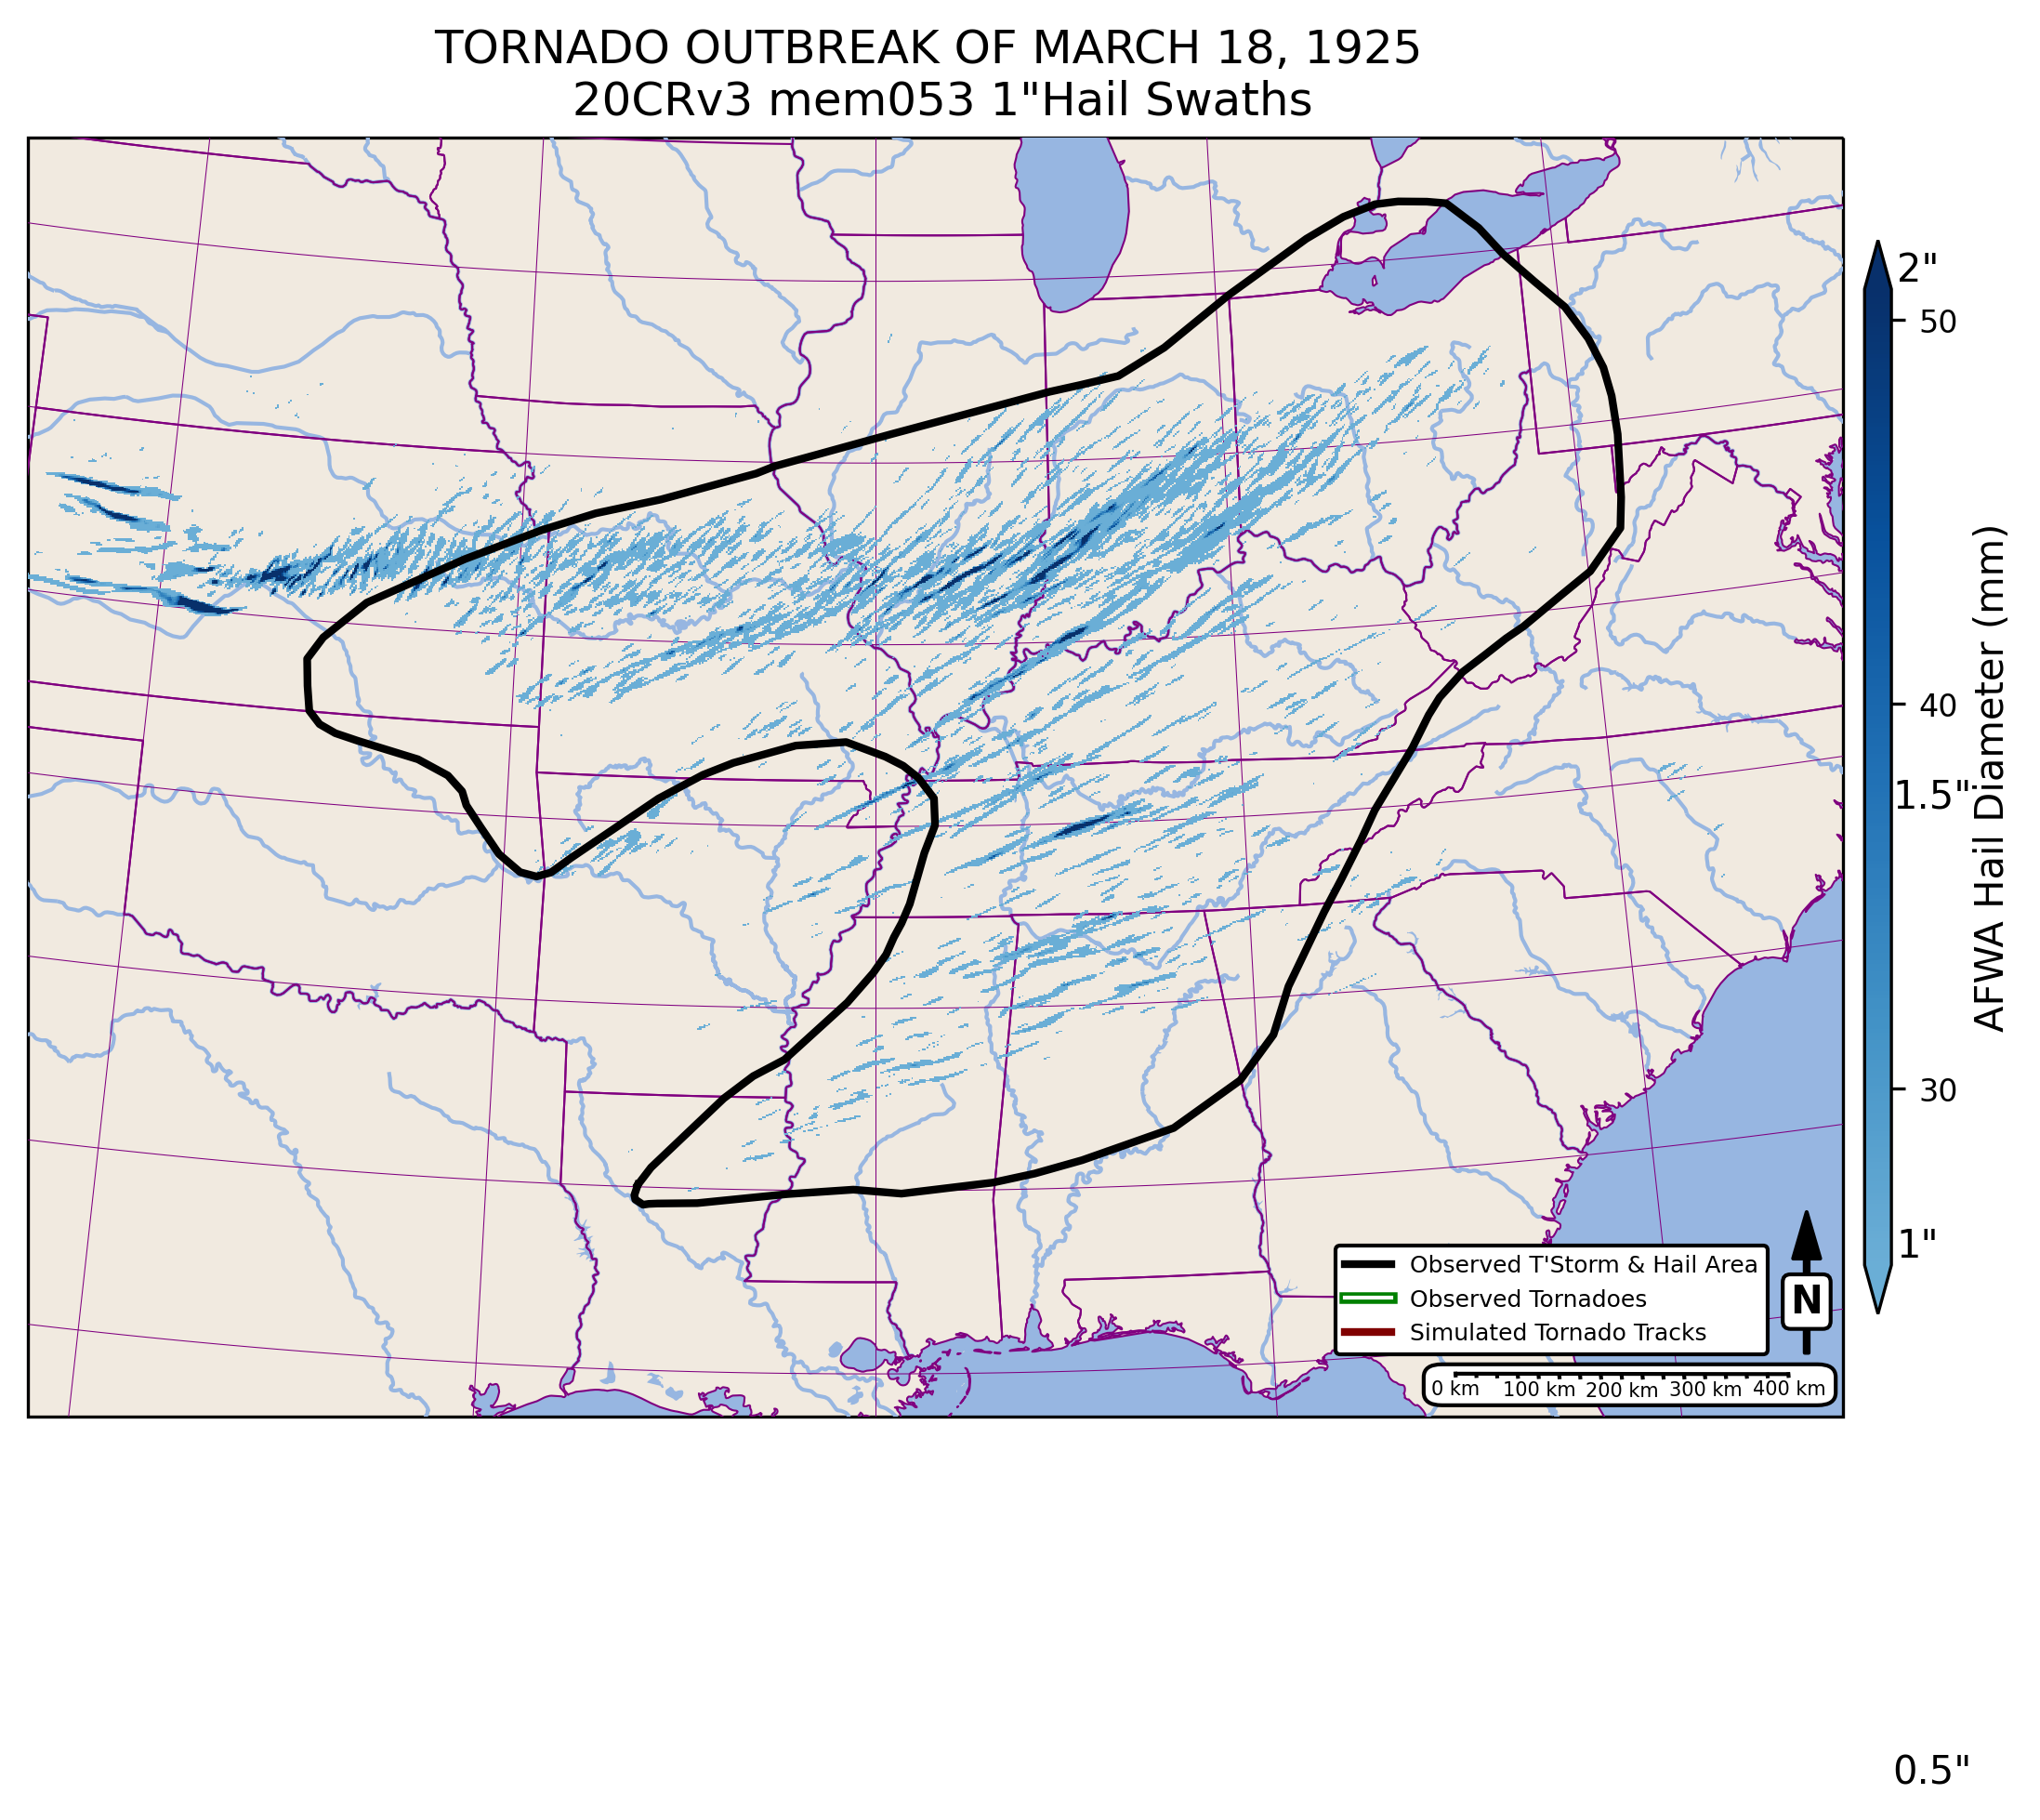 TORNADO OUTBREAK OF MARCH 18, 1925
20CRv3 mem053 1"Hail Swaths
2"
50
40
1.5"
30
1"
0.5"
AFWA Hail Diameter (mm)
Observed T'Storm & Hail Area
Observed Tornadoes
Simulated Tornado Tracks
N
0 km 100 km 200 km 300 km 400 km